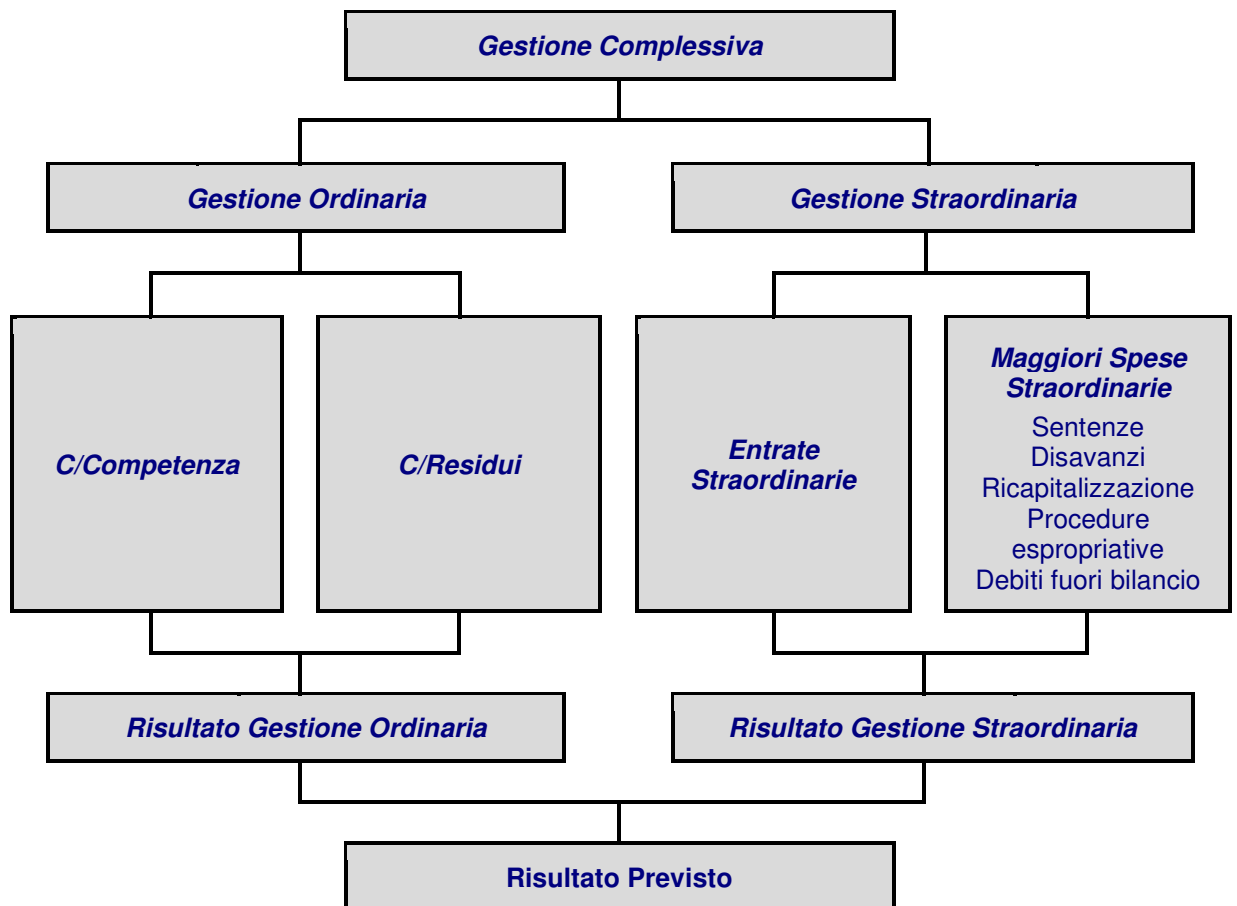 Gestione Complessiva
Gestione Ordinaria
Gestione Straordinaria
C/Competenza
C/Residui
Entrate
Straordinarie
Maggiori Spese
Straordinarie
Sentenze
Disavanzi
Ricapitalizzazione
Procedure
espropriative
Debiti fuori bilancio
Risultato Gestione Ordinaria
Risultato Gestione Straordinaria
Risultato Previsto